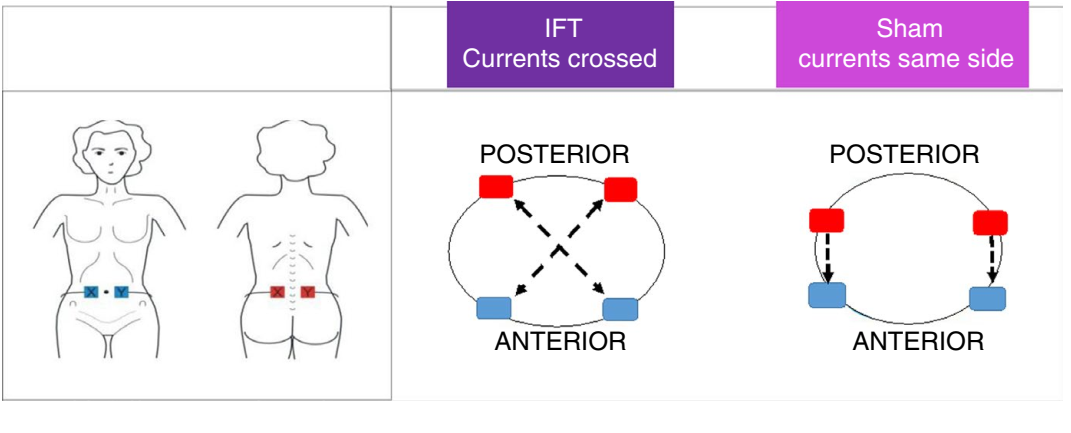 IFT
Currents crossed
Sham
currents same side
POSTERIOR
POSTERIOR
X Y
X Y
ANTERIOR
ANTERIOR